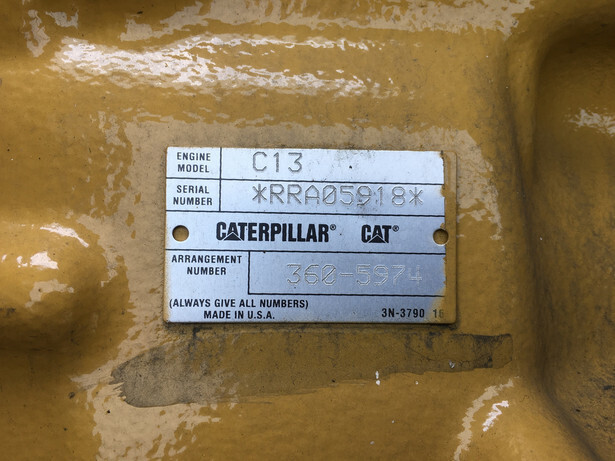 ENGINE MODEL C13
SERIAL NUMBER *RRA05918*
CATERPILLAR® CAT®
ARRANGEMENT NUMBER 360-5974
(ALWAYS GIVE ALL NUMBERS)
MADE IN U.S.A. 3N-3790